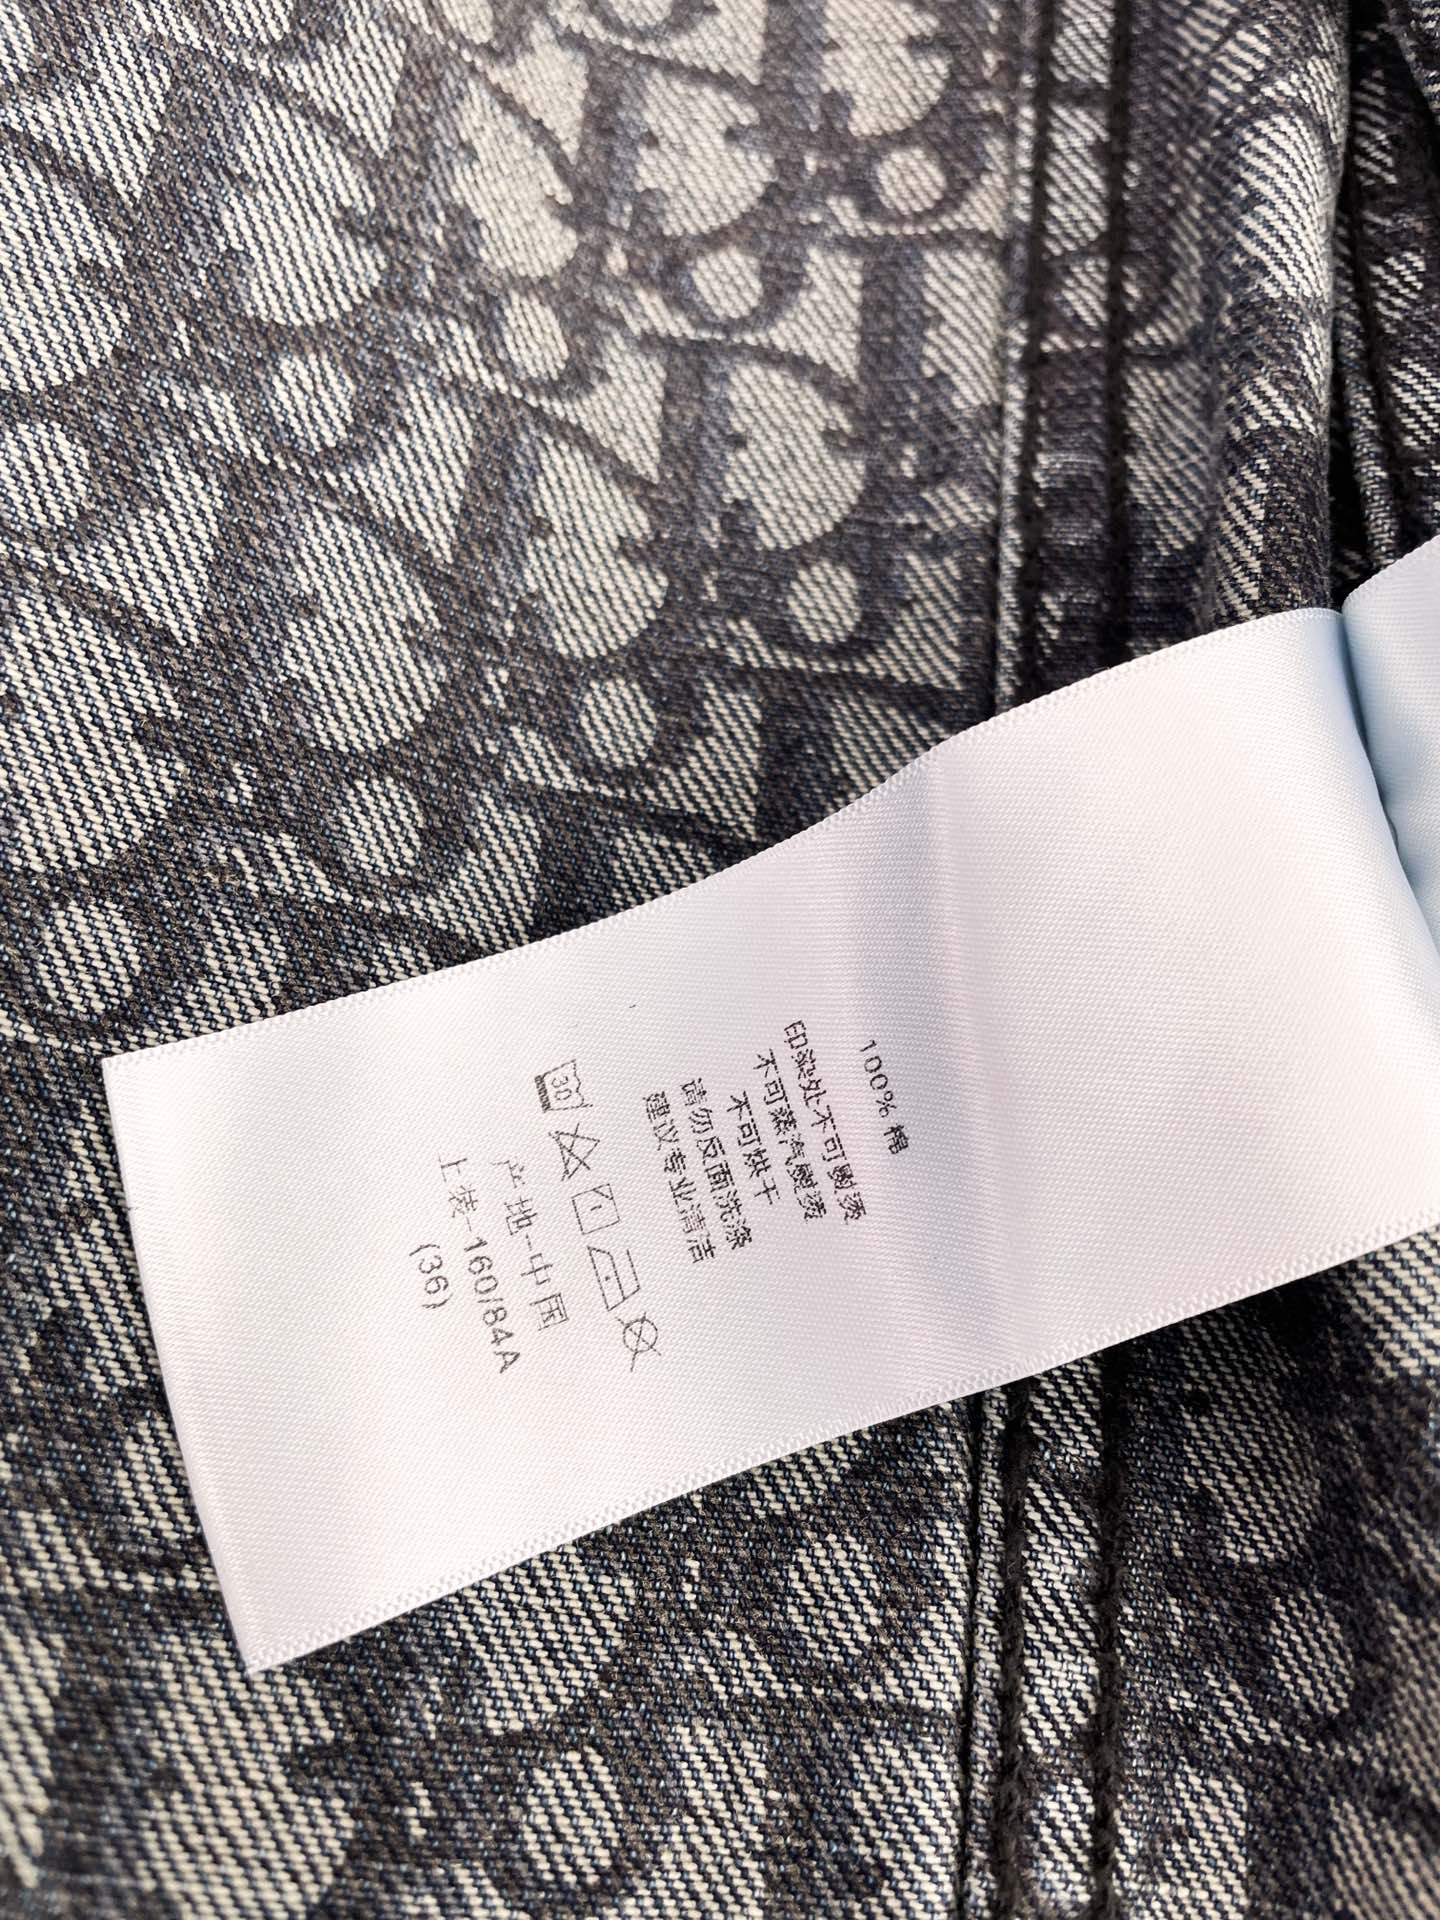 100% 棉
印染处不可熨烫
不可蒸汽熨烫
不可烘干
请勿反面洗涤
建议专业清洁
30
产地-中国
上装-160/84A
(36)